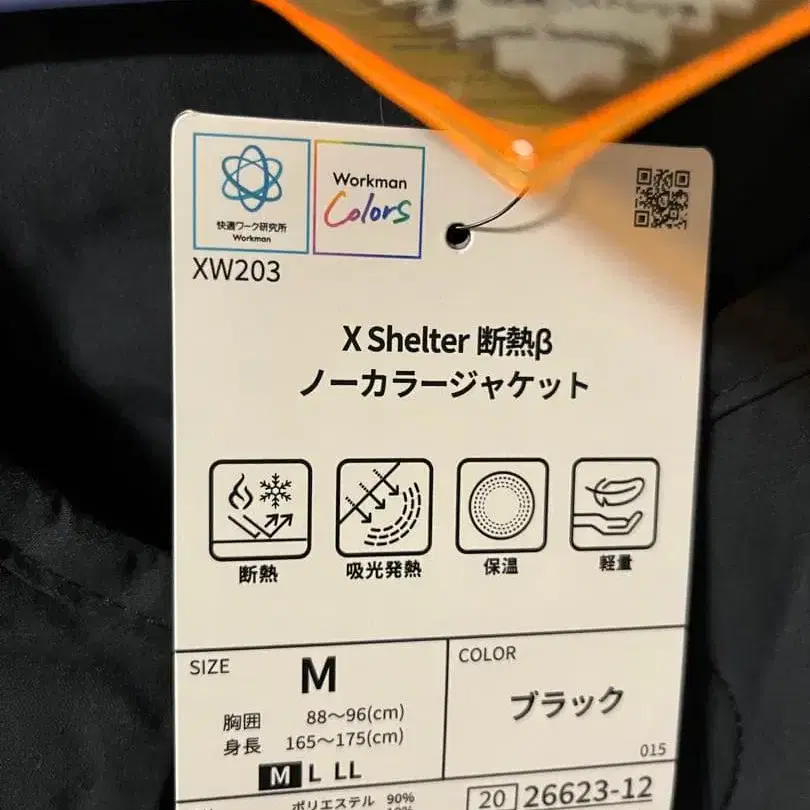 快適ワーク研究所
Workman
Workman
Colors
XW203
X Shelter 断熱β
ノーカラージャケット
断熱
吸光発熱
保温
軽量
SIZE
M
胸囲 88〜96(cm)
身長 165〜175(cm)
M L LL
COLOR
ブラック
015
ポリエステル 90%
20 26623-12